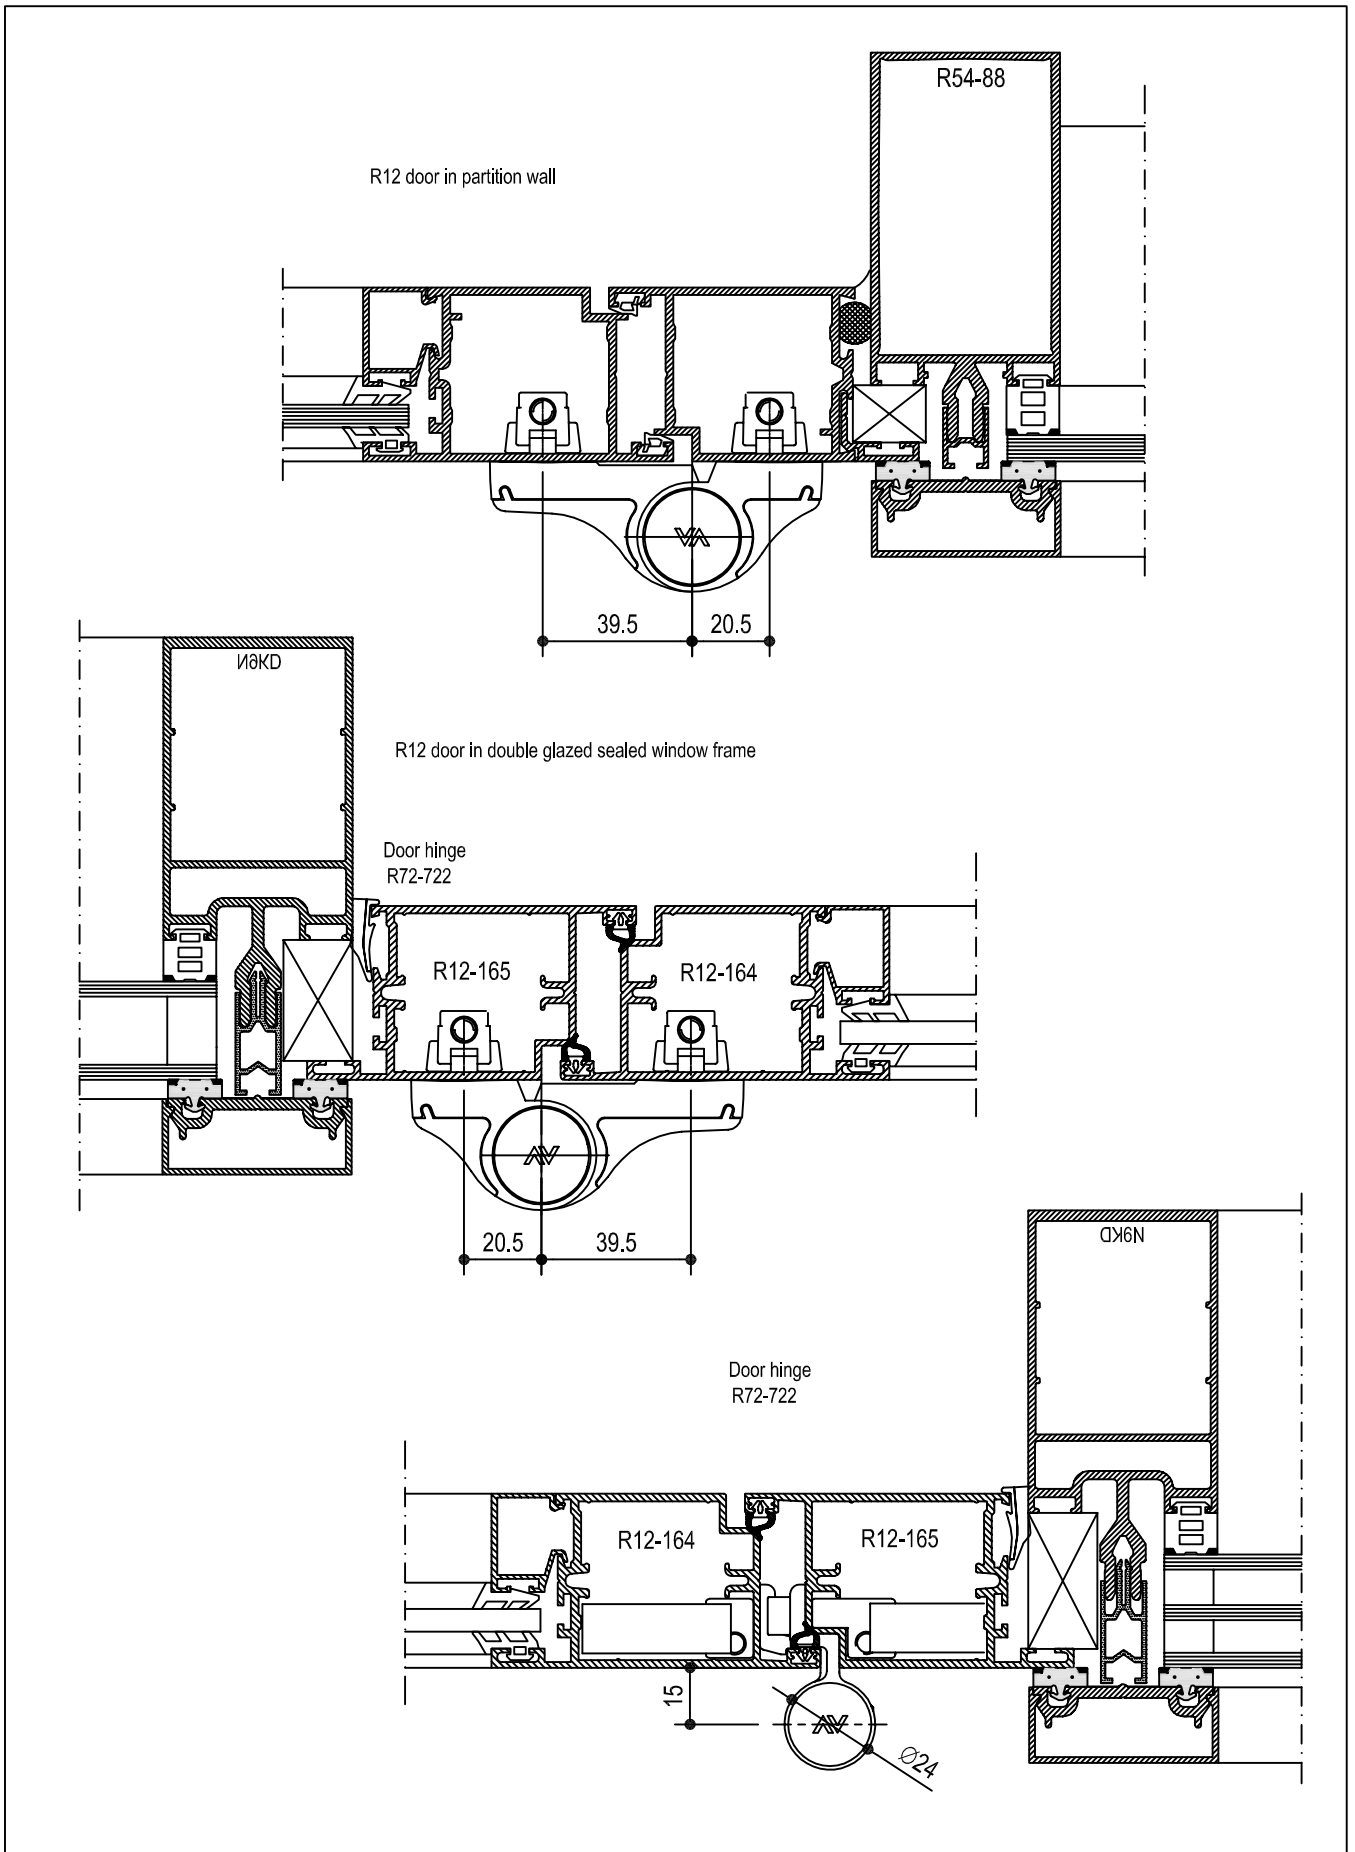 R54-88
R12 door in partition wall
39.5
20.5
N9KD
R12 door in double glazed sealed window frame
Door hinge
R72-722
R12-165
R12-164
20.5
39.5
N9KD
Door hinge
R72-722
R12-164
R12-165
15
Ø24